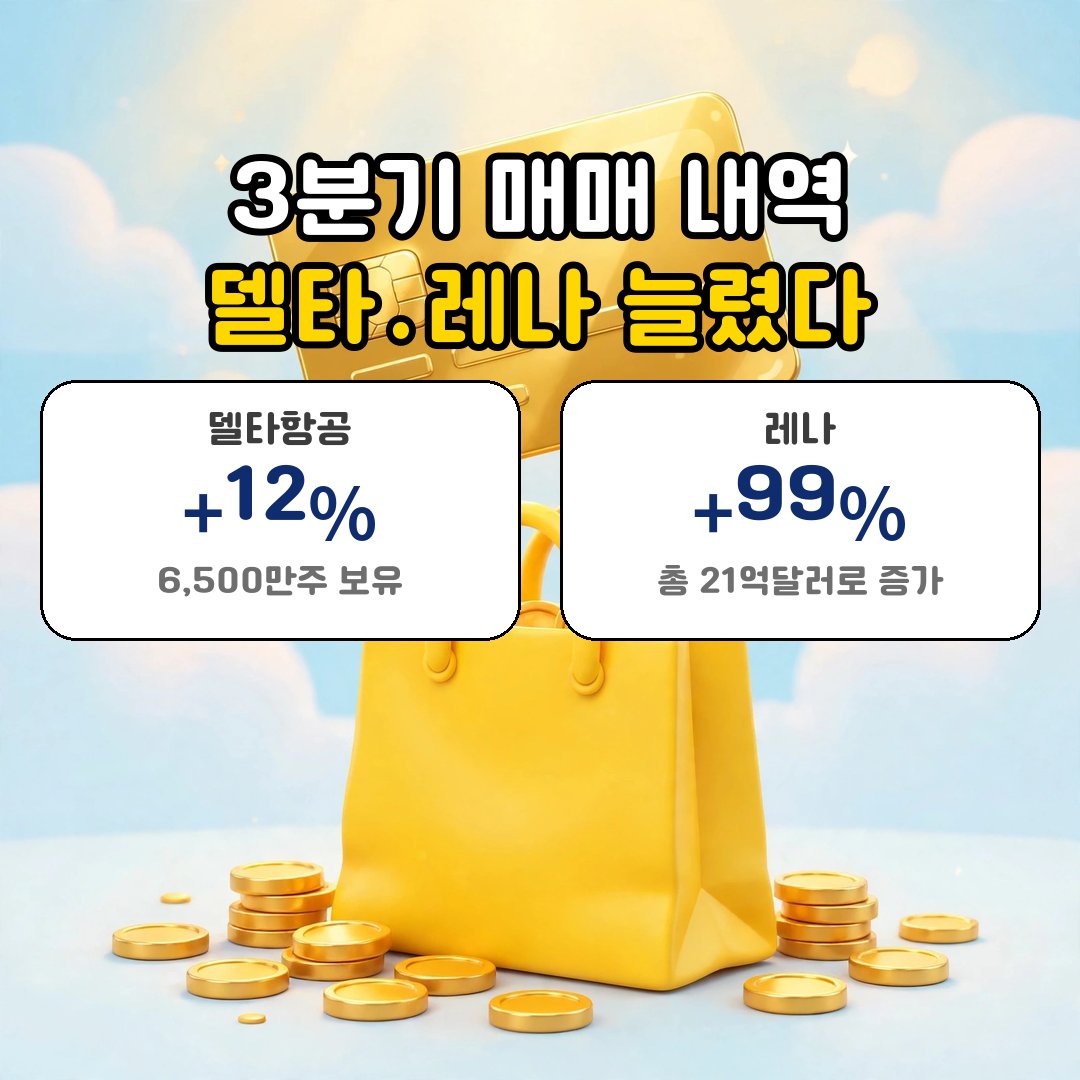 3분기 매매 내역
델타·레나 늘렸다
델타항공
+12%
6,500만주 보유
레나
+99%
총 21억달러로 증가